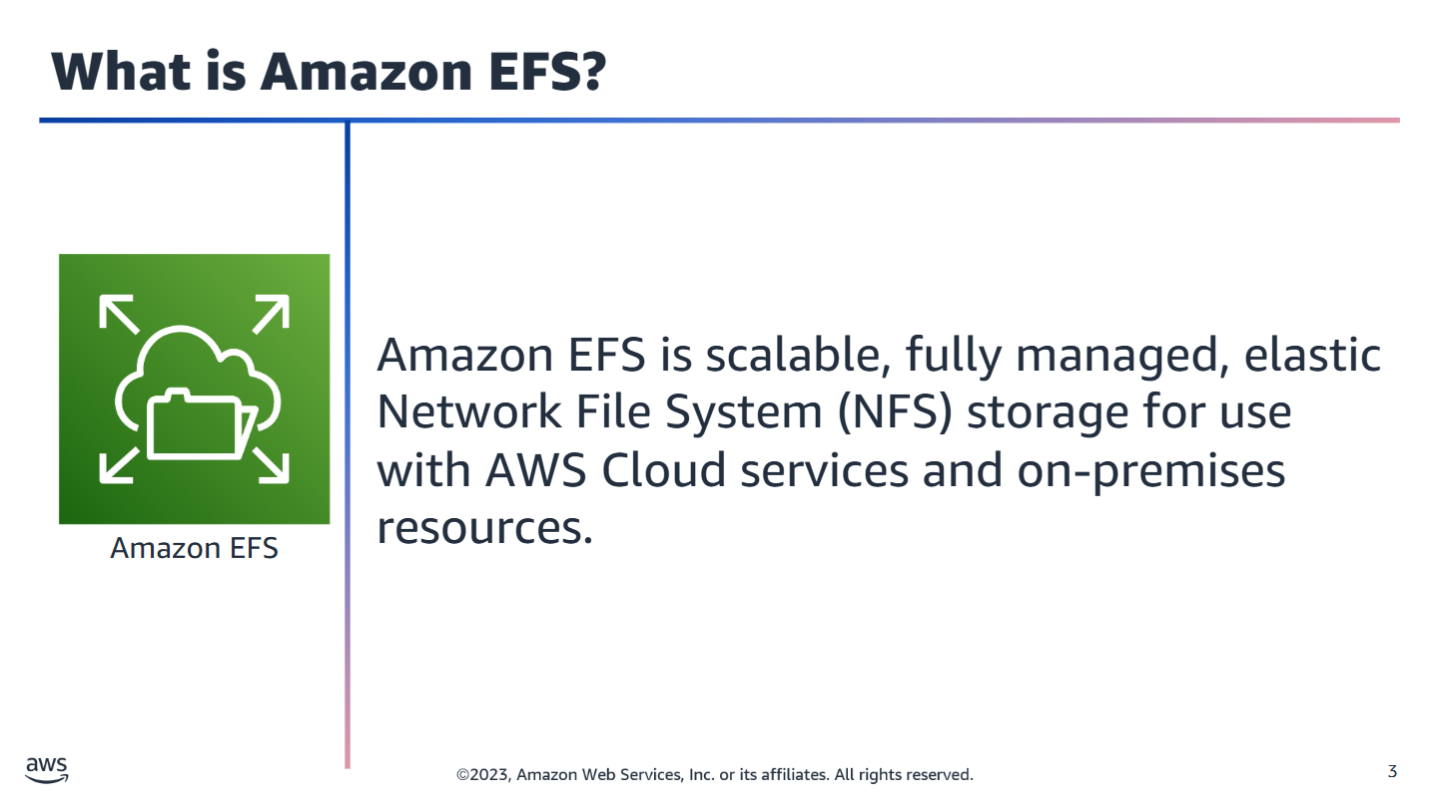 What is Amazon EFS?
Amazon EFS
Amazon EFS is scalable, fully managed, elastic
Network File System (NFS) storage for use
with AWS Cloud services and on-premises
resources.
aws
©2023, Amazon Web Services, Inc. or its affiliates. All rights reserved.
3